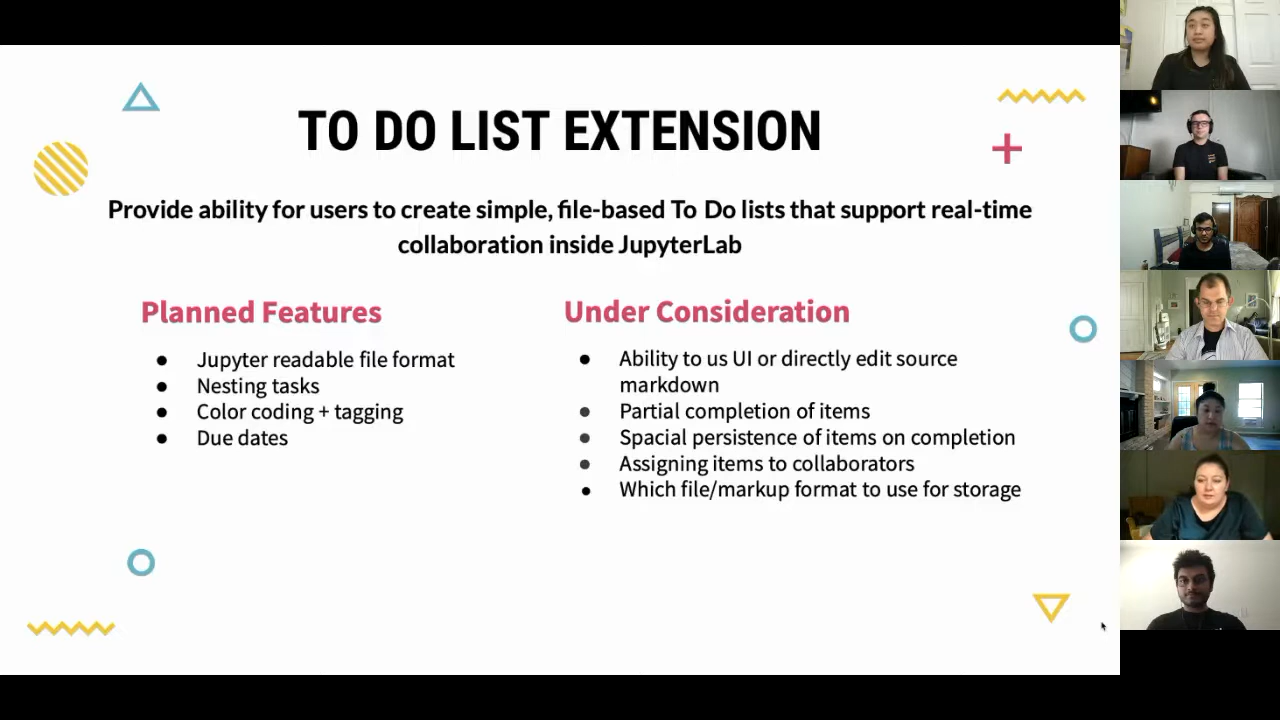 TO DO LIST EXTENSION
Provide ability for users to create simple, file-based To Do lists that support real-time
collaboration inside JupyterLab
Planned Features
● Jupyter readable file format
● Nesting tasks
● Color coding + tagging
● Due dates
Under Consideration
● Ability to us UI or directly edit source
markdown
● Partial completion of items
● Spacial persistence of items on completion
● Assigning items to collaborators
● Which file/markup format to use for storage